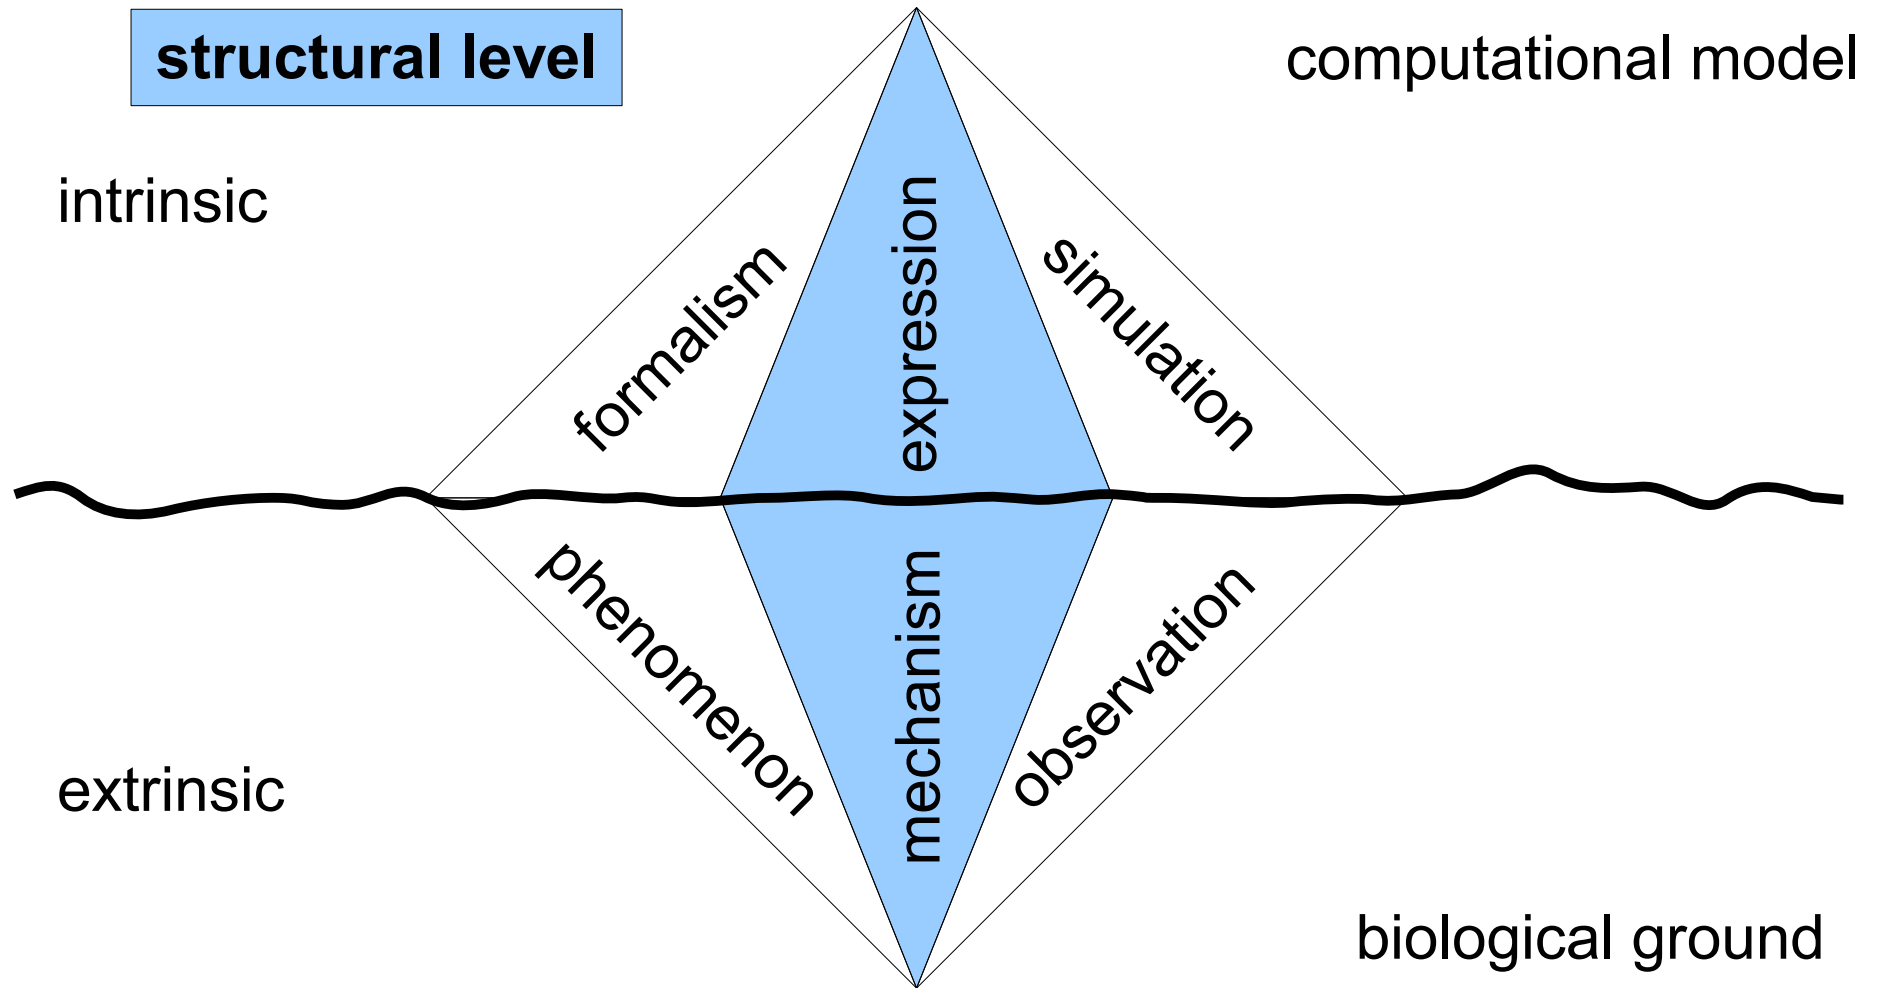 structural level
computational model
intrinsic
formalism
expression
simulation
phenomenon
mechanism
observation
extrinsic
biological ground